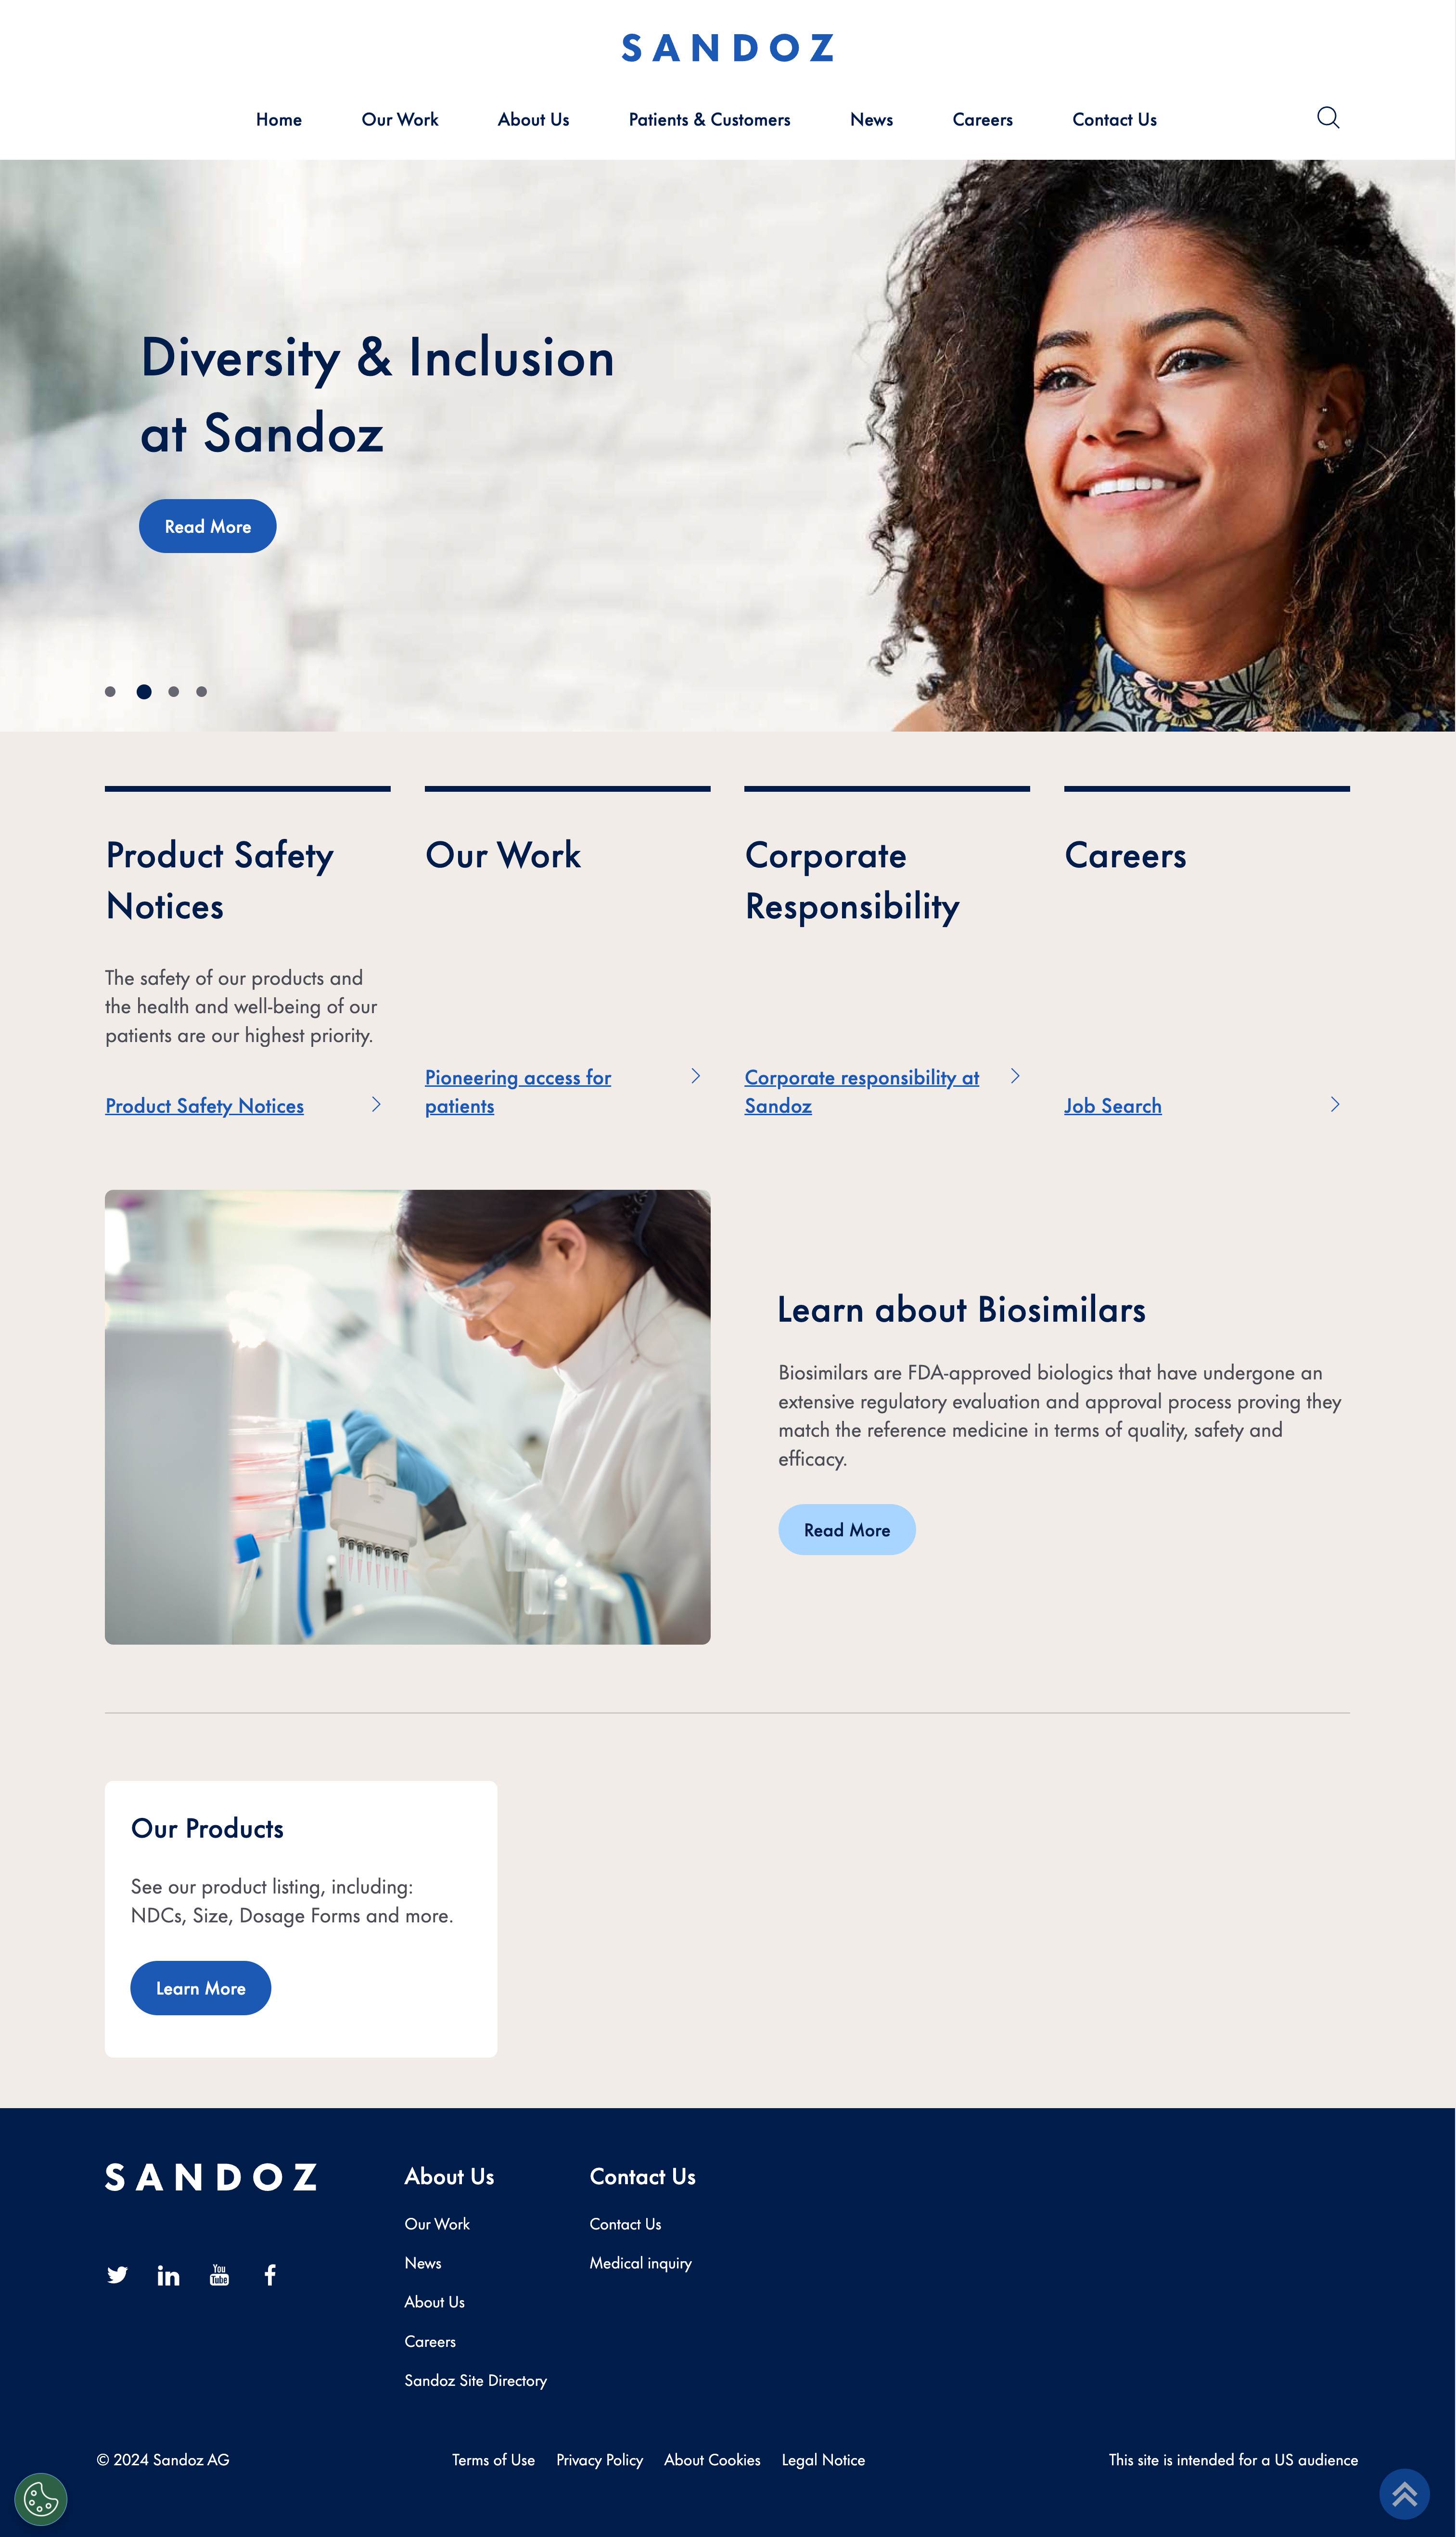 SANDOZ
Home Our Work About Us Patients & Customers News Careers Contact Us
Diversity & Inclusion
at Sandoz
Read More
Product Safety
Notices
The safety of our products and
the health and well-being of our
patients are our highest priority.
Product Safety Notices
Our Work
Pioneering access for
patients
Corporate
Responsibility
Corporate responsibility at
Sandoz
Careers
Job Search
Learn about Biosimilars
Biosimilars are FDA-approved biologics that have undergone an
extensive regulatory evaluation and approval process proving they
match the reference medicine in terms of quality, safety and
efficacy.
Read More
Our Products
See our product listing, including:
NDCs, Size, Dosage Forms and more.
Learn More
SANDOZ
You
Tube
About Us
Our Work
News
About Us
Careers
Sandoz Site Directory
Contact Us
Contact Us
Medical inquiry
© 2024 Sandoz AG
Terms of Use Privacy Policy About Cookies Legal Notice
This site is intended for a US audience